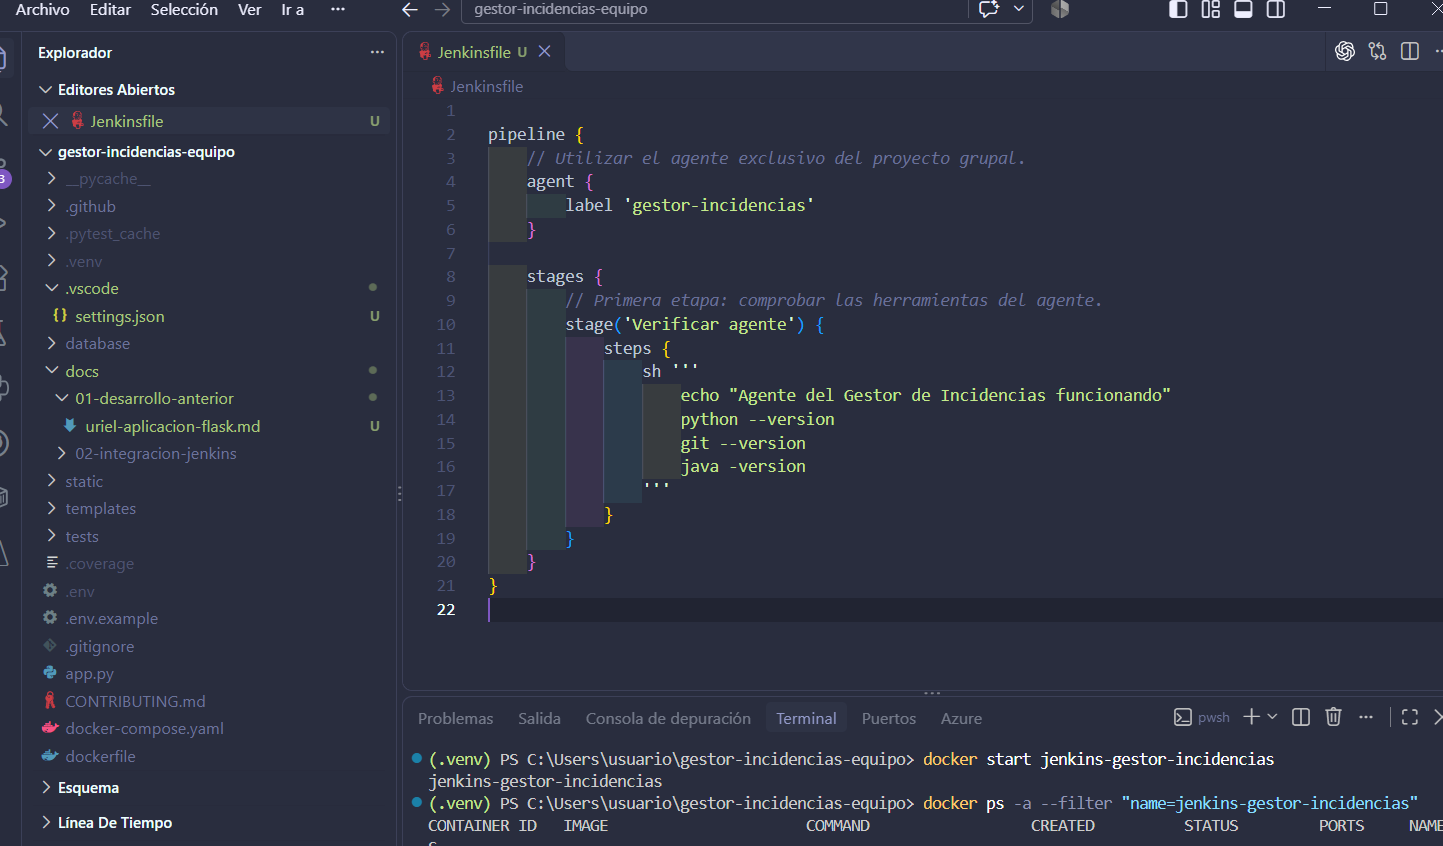 Archivo Editar Selección Ver Ir a ··· gestor-incidencias-equipo
Explorador ···
Editores Abiertos
Jenkinsfile U
gestor-incidencias-equipo
3
__pycache__
.github
.pytest_cache
.venv
.vscode
{} settings.json U
database
docs
01-desarrollo-anterior
uriel-aplicacion-flask.md U
02-integracion-jenkins
static
templates
tests
.coverage
.env
.env.example
.gitignore
app.py
CONTRIBUTING.md
docker-compose.yaml
dockerfile
Esquema
Línea De Tiempo
Jenkinsfile U
Jenkinsfile
1
2 pipeline {
3 // Utilizar el agente exclusivo del proyecto grupal.
4 agent {
5 label 'gestor-incidencias'
6 }
7
8 stages {
9 // Primera etapa: comprobar las herramientas del agente.
10 stage('Verificar agente') {
11 steps {
12 sh '''
13 echo "Agente del Gestor de Incidencias funcionando"
14 python --version
15 git --version
16 java -version
17 '''
18 }
19 }
20 }
21 }
22
Problemas Salida Consola de depuración Terminal Puertos Azure pwsh
(.venv) PS C:\Users\usuario\gestor-incidencias-equipo> docker start jenkins-gestor-incidencias
jenkins-gestor-incidencias
(.venv) PS C:\Users\usuario\gestor-incidencias-equipo> docker ps -a --filter "name=jenkins-gestor-incidencias"
CONTAINER ID IMAGE COMMAND CREATED STATUS PORTS NAME